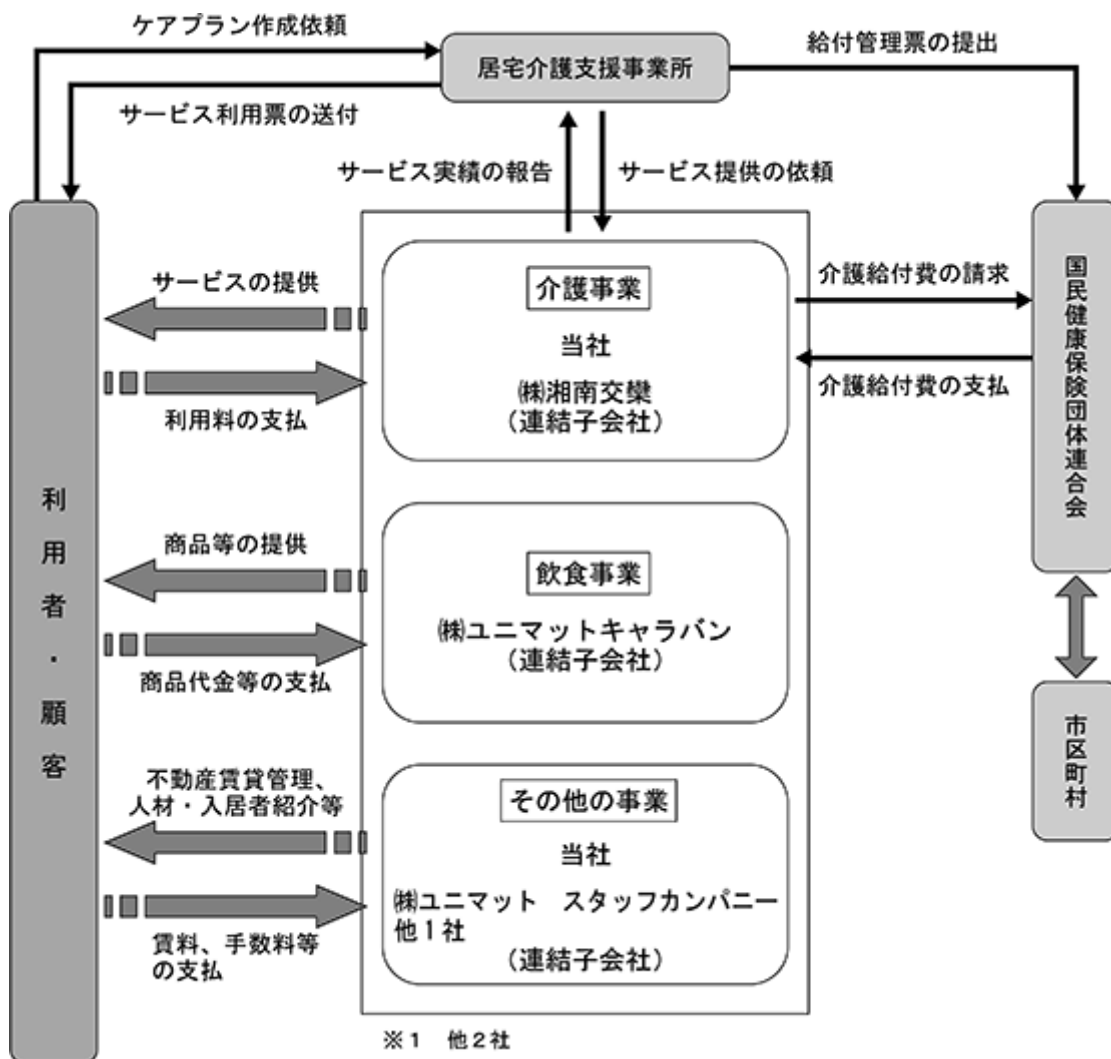 ケアプラン作成依頼
居宅介護支援事業所
給付管理票の提出
サービス利用票の送付
サービス実績の報告
サービス提供の依頼
利用者・顧客
サービスの提供
利用料の支払
介護事業
当社
㈱湘南交欒
（連結子会社）
介護給付費の請求
介護給付費の支払
国民健康保険団体連合会
商品等の提供
商品代金等の支払
飲食事業
㈱ユニマットキャラバン
（連結子会社）
市区町村
不動産賃貸管理、
人材・入居者紹介等
賃料、手数料等
の支払
その他の事業
当社
㈱ユニマット　スタッフカンパニー
他１社
（連結子会社）
※１　他２社